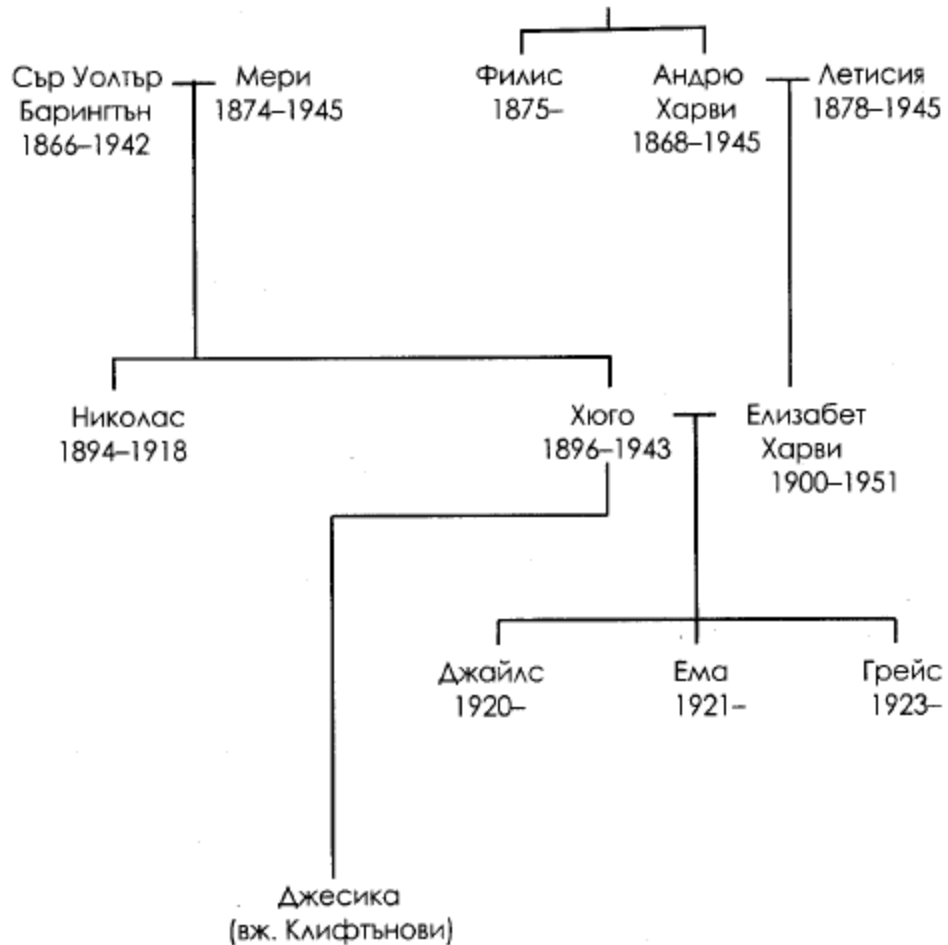 Сър Уолтър
Барингтън
1866–1942
Мери
1874–1945
Филис
1875–
Андрю
Харви
1868–1945
Летисия
1878–1945
Николас
1894–1918
Хюго
1896–1943
Елизабет
Харви
1900–1951
Джайлс
1920–
Ема
1921–
Грейс
1923–
Джесика
(вж. Клифтънови)